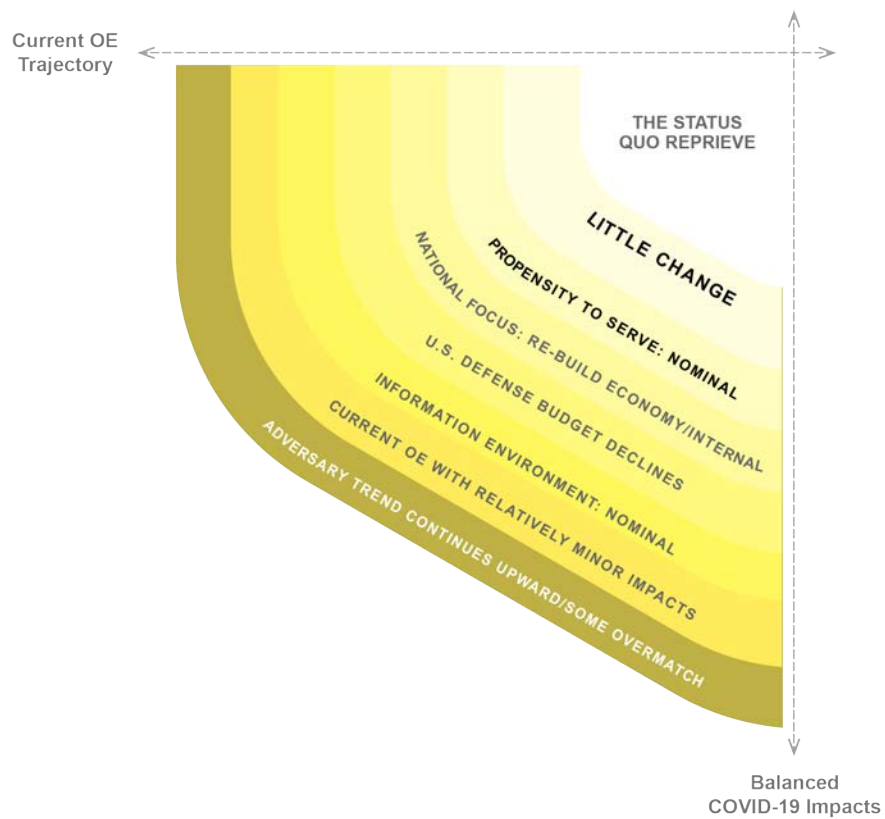 Current OE
Trajectory
THE STATUS
QUO REPRIEVE
LITTLE CHANGE
PROPENSITY TO SERVE: NOMINAL
NATIONAL FOCUS: RE-BUILD ECONOMY/INTERNAL
U.S. DEFENSE BUDGET DECLINES
INFORMATION ENVIRONMENT: NOMINAL
CURRENT OE WITH RELATIVELY MINOR IMPACTS
ADVERSARY TREND CONTINUES UPWARD/SOME OVERMATCH
Balanced
COVID-19 Impacts